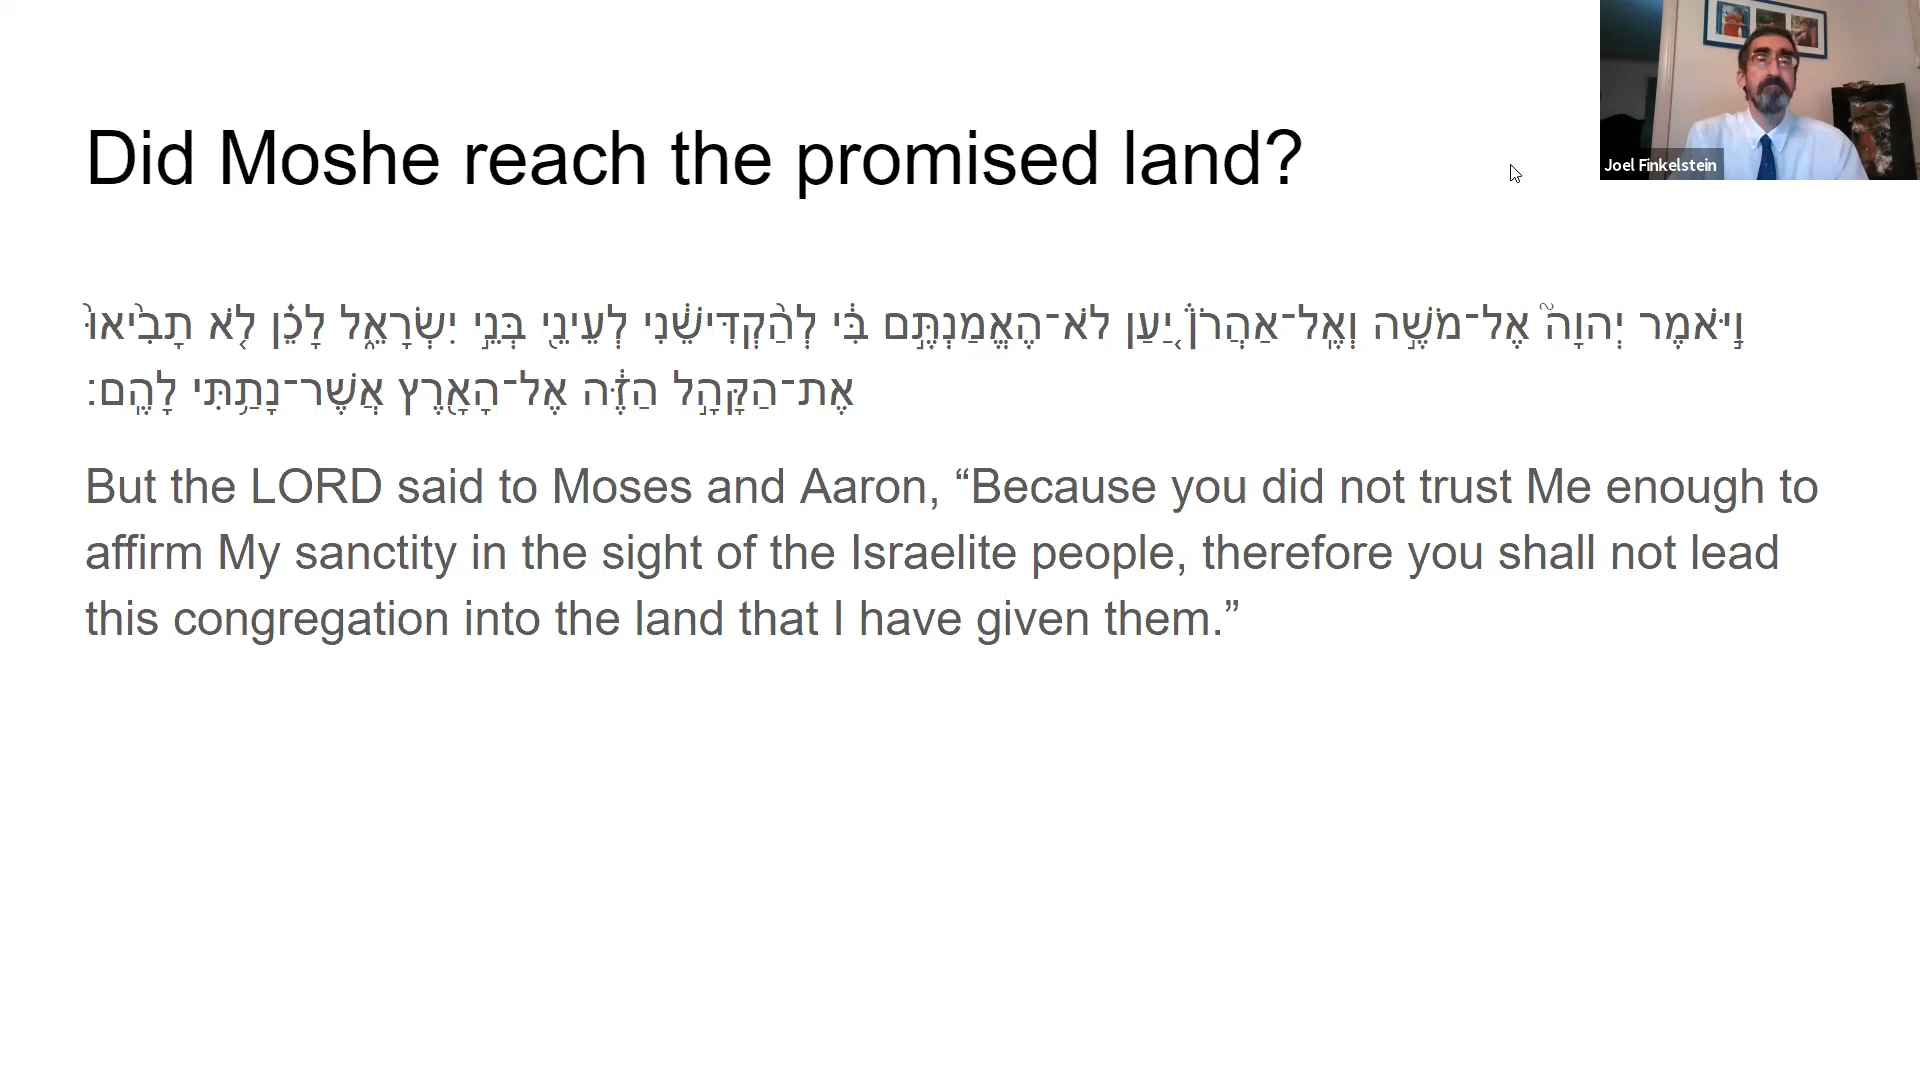 Did Moshe reach the promised land?
Joel Finkelstein
וַיֹּ֣אמֶר יְהוָה֮ אֶל־מֹשֶׁ֣ה וְאֶֽל־אַהֲרֹן֒ יַ֚עַן לֹא־הֶאֱמַנְתֶּ֣ם בִּ֔י לְהַ֨קְדִּישֵׁ֔נִי לְעֵינֵ֖י בְּנֵ֣י יִשְׂרָאֵ֑ל לָכֵ֗ן לֹ֤א תָבִ֙יאוּ֙
אֶת־הַקָּהָ֣ל הַזֶּ֔ה אֶל־הָאָ֖רֶץ אֲשֶׁר־נָתַ֥תִּי לָהֶֽם׃
But the LORD said to Moses and Aaron, “Because you did not trust Me enough to
affirm My sanctity in the sight of the Israelite people, therefore you shall not lead
this congregation into the land that I have given them.”